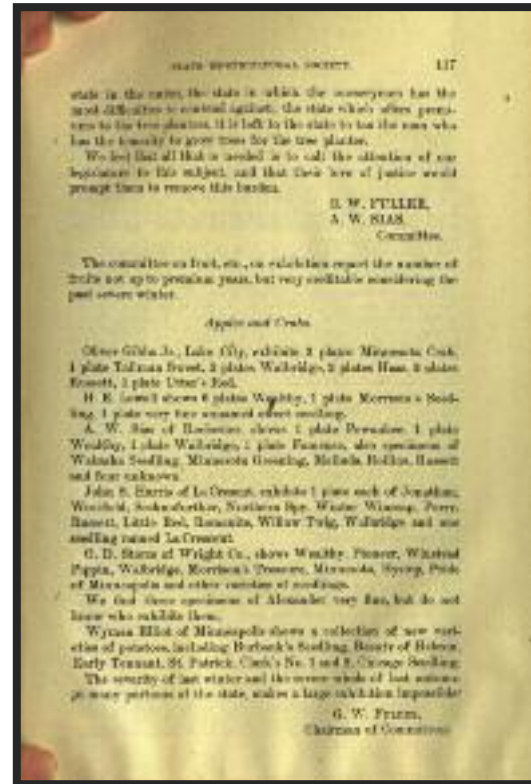 STATE HORTICULTURAL SOCIETY. 117
state in the union, the state in which the nurseryman has the
most difficulties to contend against, the state which offers premi-
ums to its tree planters, it is left to the state to tax the man who
has the temerity to grow trees for the tree planter.
We feel that all that is needed is to call the attention of our
legislature to this subject, and that their love of justice would
prompt them to remove this burden.
G. W. FULLER,
A. W. SIAS,
Committee.
The committee on fruit, etc., on exhibition report the number of
fruits not up to premium years, but very creditable considering the
past severe winter.
Apples and Crabs.
Oliver Gibbs Jr., Lake City, exhibits 3 plates Minnesota Crab,
1 plate Tallman Sweet, 2 plates Walbridge, 2 plates Haas, 2 plates
Russett, 1 plate Utter's Red.
shows 6 plates Wealthy, 1 plate Morrison's Seed-
ling, 1 plate very fine unnamed sweet seedling.
A. W. Sias of Rochester, shows 1 plate Pewaukee, 1 plate
Wealthy, 1 plate Walbridge, 1 plate Fameuse, also specimens of
Seedling, Minnesota Greening, Malinda, Rollins, Russett
and four unknown.
John S. Harris of La Crescent, exhibits 1 plate each of Jonathan,
Northern Spy, Winter Winesap, Perry
Russett, Little Red, Romanite, Willow Twig, Walbridge and one
seedling named La Crescent.
of Wright Co., shows Wealthy, Pioneer,
Pippin, Walbridge, Morrison's Treasure, Minnesota, Hyslop, Pride
of Minneapolis and other varieties of seedlings.
We find three specimens of Alexander very fine, but do not
know who exhibits them.
Wyman Elliot of Minneapolis shows a collection of new vari-
eties of potatoes, including Burbank's Seedling, Beauty of Hebron,
Early St. Patrick, Clark's No. 1 and 2, Chicago Seedling.
The severity of last winter and the severe winds of last autumn
in many portions of the state, makes a large exhibition impossible.
G. W. FULLER,
Chairman of Committee.